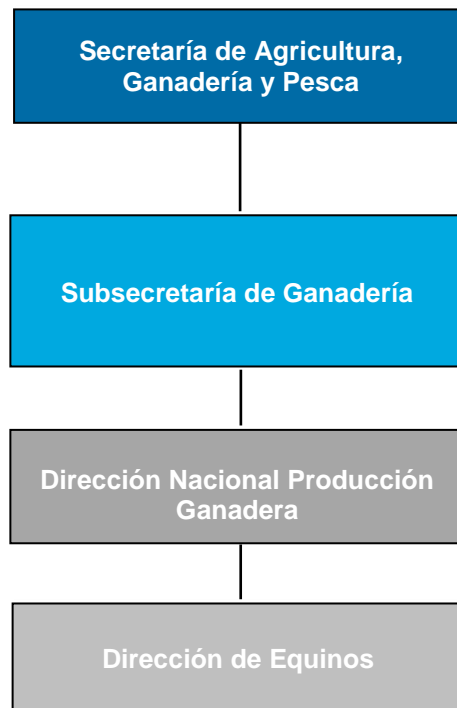 Secretaría de Agricultura,
Ganadería y Pesca
Subsecretaría de Ganadería
Dirección Nacional Producción
Ganadera
Dirección de Equinos